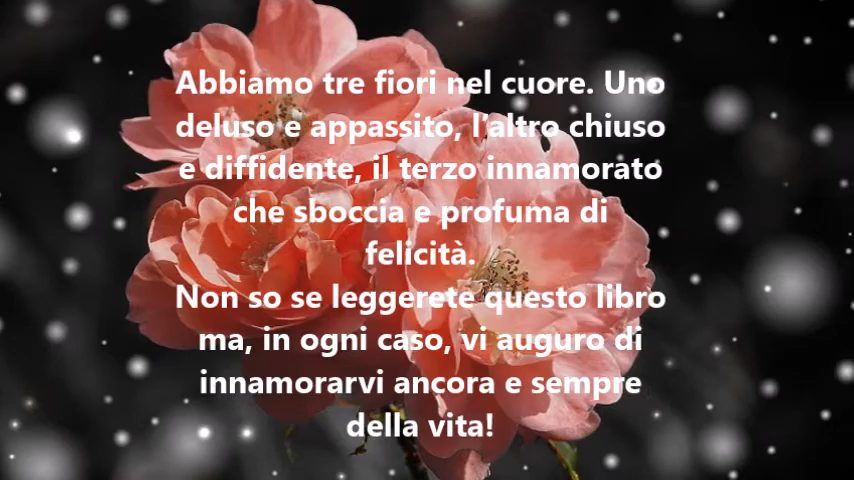 Abbiamo tre fiori nel cuore. Uno
deluso e appassito, l'altro chiuso
e diffidente, il terzo innamorato
che sboccia e profuma di
felicità.
Non so se leggerete questo libro
ma, in ogni caso, vi auguro di
innamorarvi ancora e sempre
della vita!